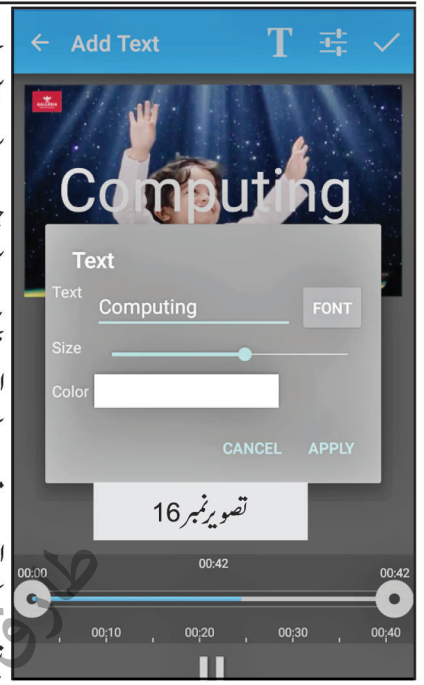 Add Text T
GALLERIA
Computing
Text
Text
Computing
FONT
Size
Color
CANCEL APPLY
تصویر نمبر 16
00:42
00:00
00:42
00:10
00:20
00:30
00:40